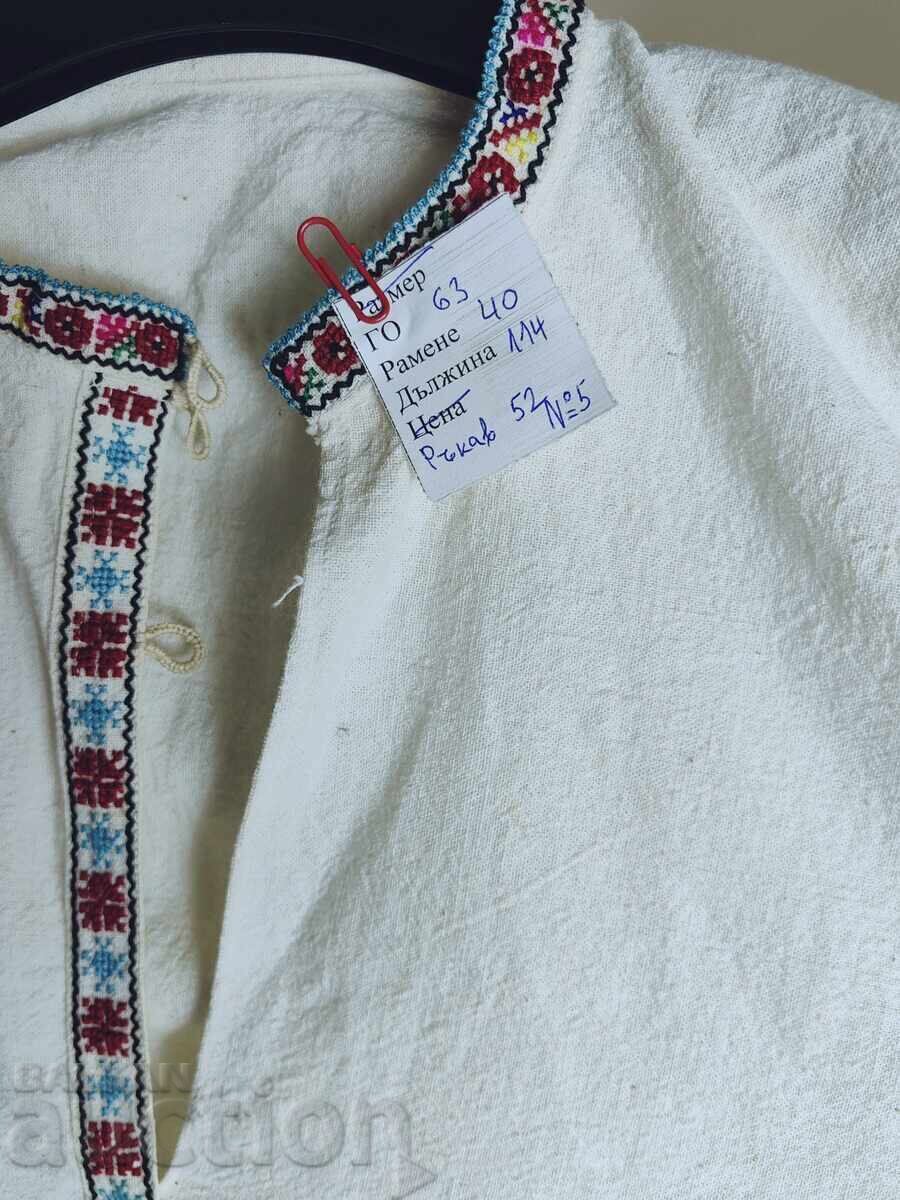 Размер
ГО 63
Рамене 40
Дължина 114
Цена
Ръкав 52 №5
BALKAN
auction